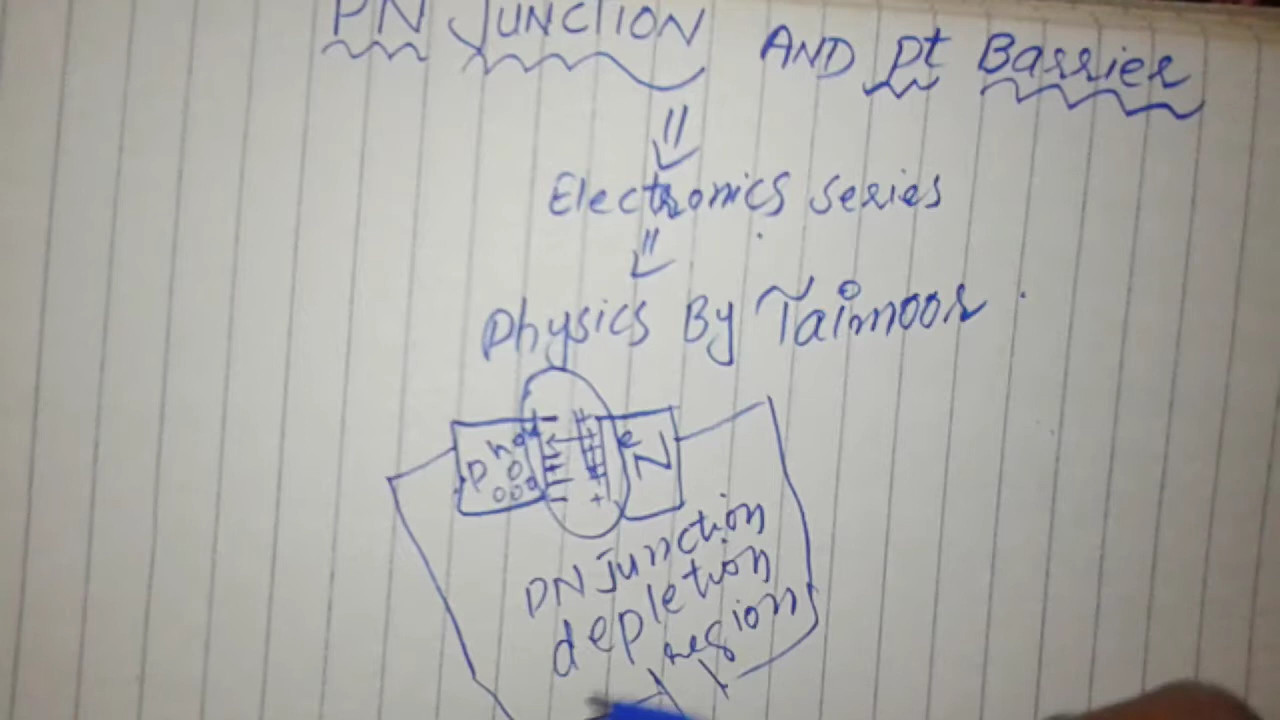 PN JUNCTION AND Pt Barrier
Electronics series
Physics By Taimoor
P
N
e
PN junction
depletion
region